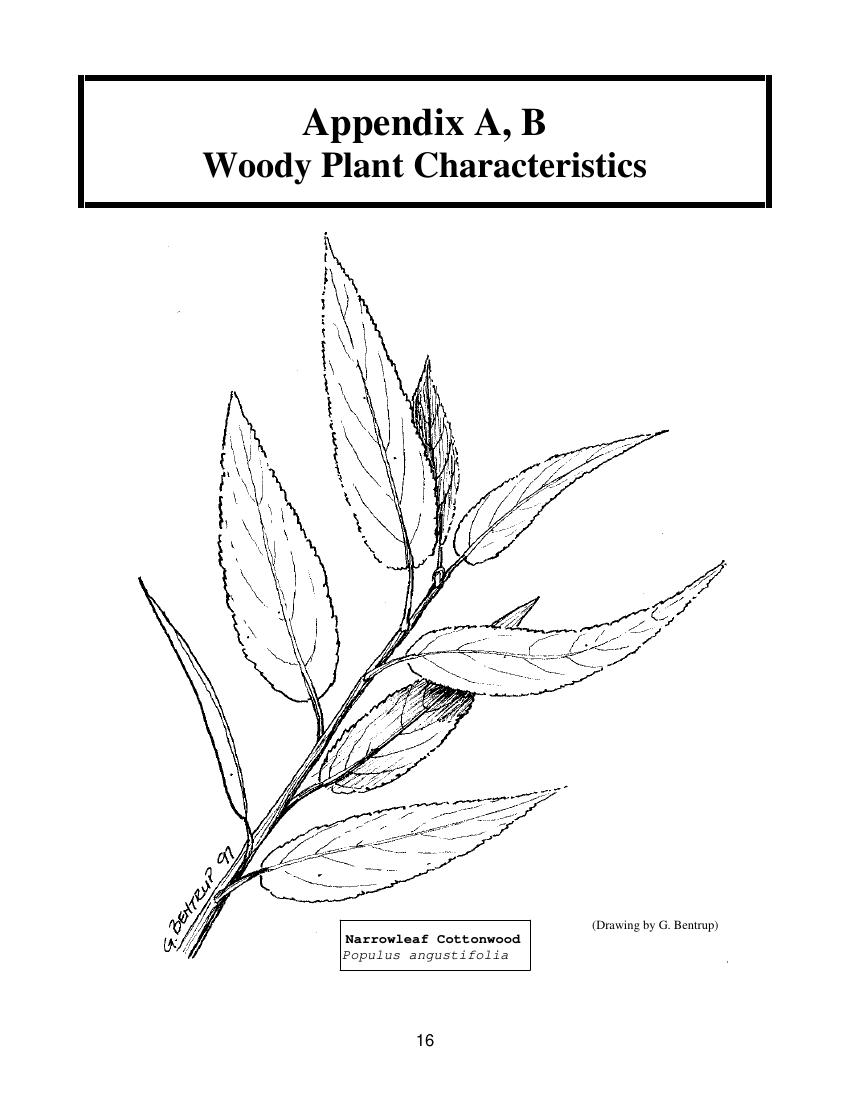 Appendix A, B
Woody Plant Characteristics
G. BENTRUP 97
Narrowleaf Cottonwood
Populus angustifolia
(Drawing by G. Bentrup)
16